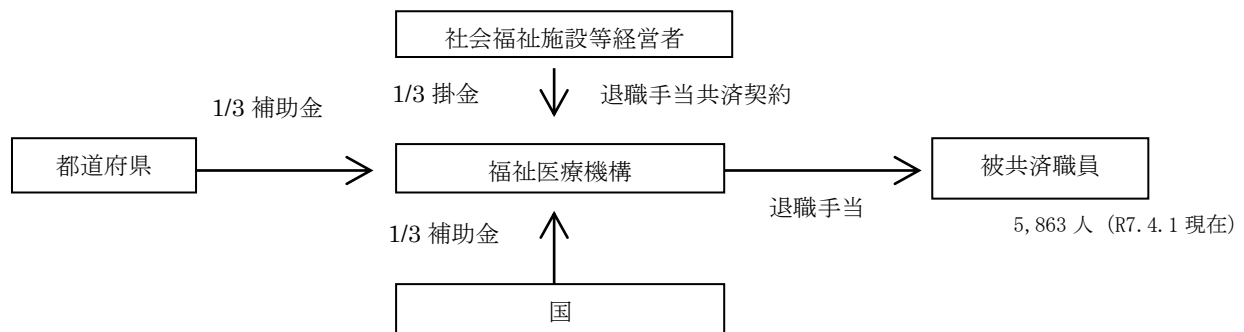 社会福祉施設等経営者
1/3 掛金
退職手当共済契約
1/3 補助金
都道府県
福祉医療機構
被共済職員
退職手当
5,863 人（R7.4.1 現在）
1/3 補助金
国